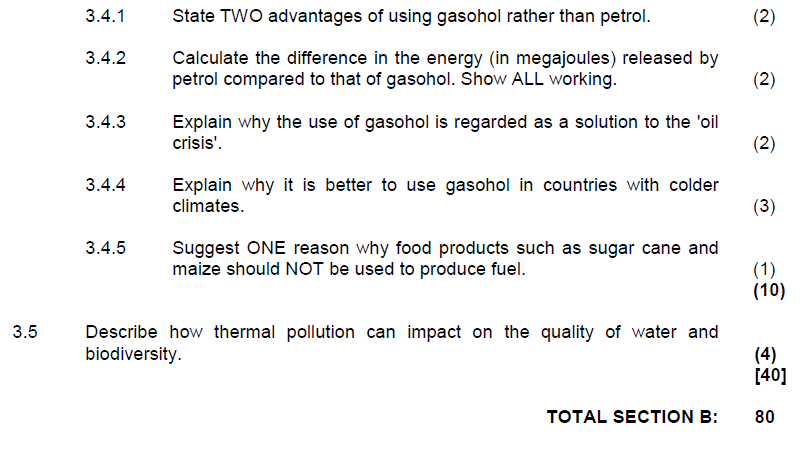 3.4.1 State TWO advantages of using gasohol rather than petrol. (2)
3.4.2 Calculate the difference in the energy (in megajoules) released by
petrol compared to that of gasohol. Show ALL working. (2)
3.4.3 Explain why the use of gasohol is regarded as a solution to the 'oil
crisis'. (2)
3.4.4 Explain why it is better to use gasohol in countries with colder
climates. (3)
3.4.5 Suggest ONE reason why food products such as sugar cane and
maize should NOT be used to produce fuel. (1)
(10)
3.5 Describe how thermal pollution can impact on the quality of water and
biodiversity. (4)
[40]
TOTAL SECTION B: 80